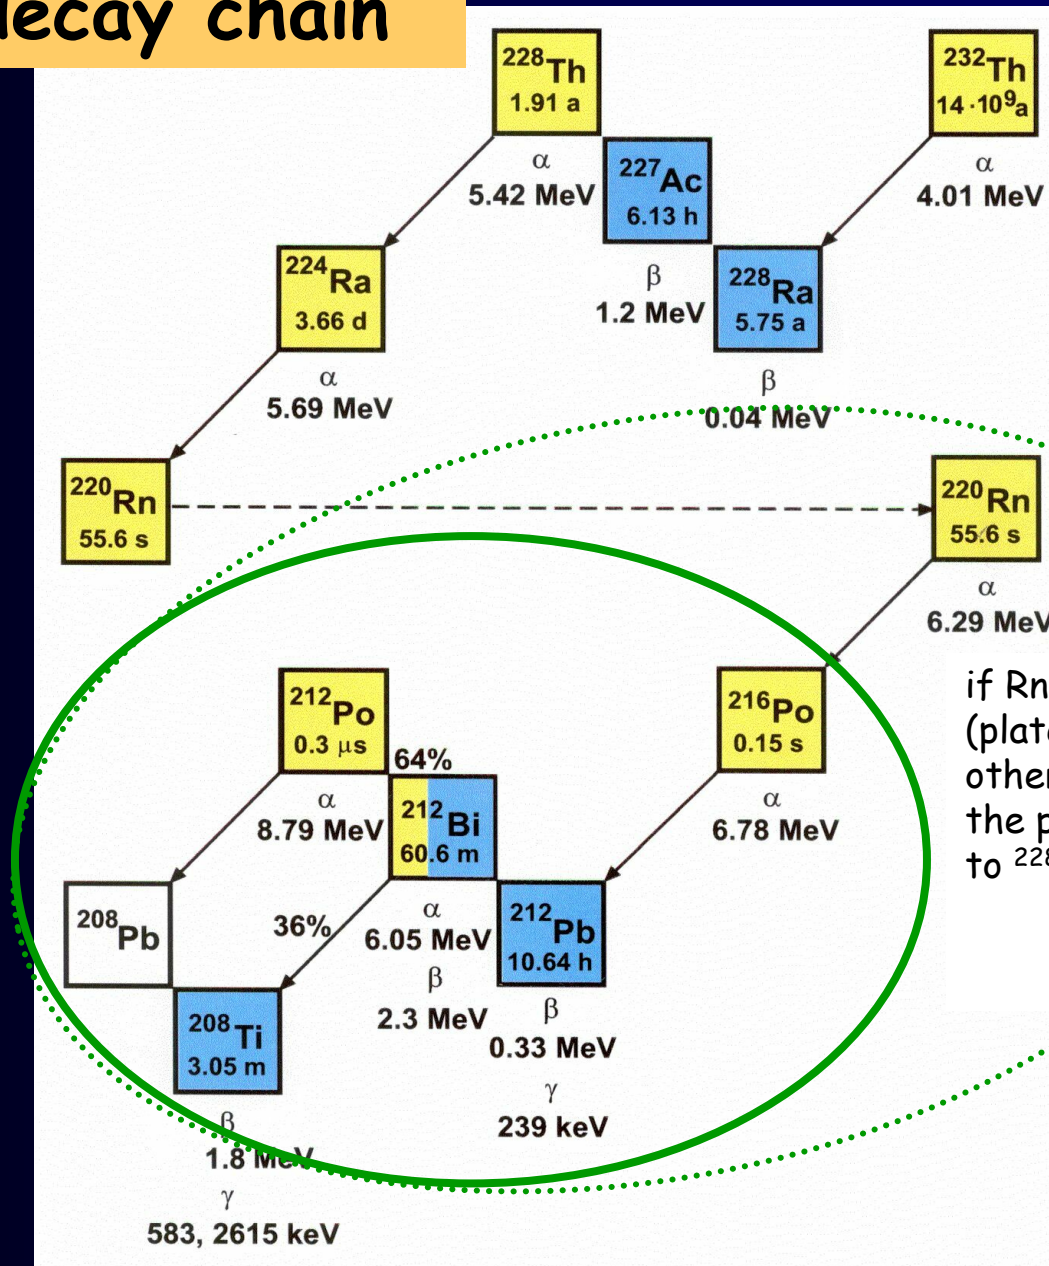 decay chain
228Th
1.91 a
α
5.42 MeV
232Th
14·10⁹a
α
4.01 MeV
227Ac
6.13 h
β
1.2 MeV
228Ra
5.75 a
β
0.04 MeV
224Ra
3.66 d
α
5.69 MeV
220Rn
55.6 s
220Rn
55.6 s
α
6.29 MeV
if Rn
(plat
other
the p
to 228
216Po
0.15 s
α
6.78 MeV
212Po
0.3 μs
α
8.79 MeV
64%
212Bi
60.6 m
α
6.05 MeV
β
2.3 MeV
36%
212Pb
10.64 h
β
0.33 MeV
γ
239 keV
208Pb
208Ti
3.05 m
β
1.8 MeV
γ
583, 2615 keV